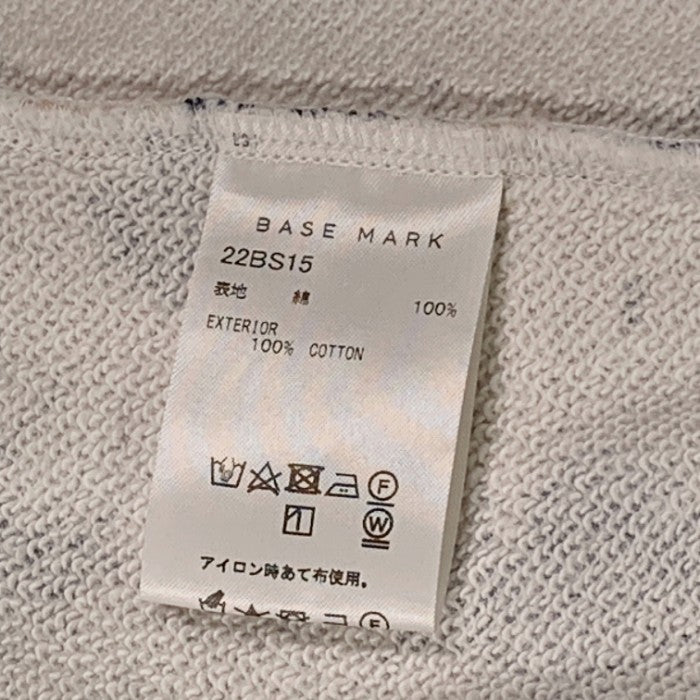 BASE MARK
22BS15
表地 綿 100%
EXTERIOR
100% COTTON
F
W
アイロン時あて布使用。
F